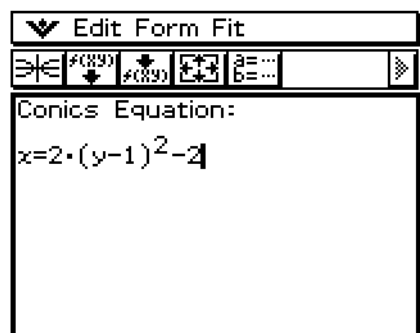 Edit Form Fit
Conics Equation:
x=2·(y-1)²-2